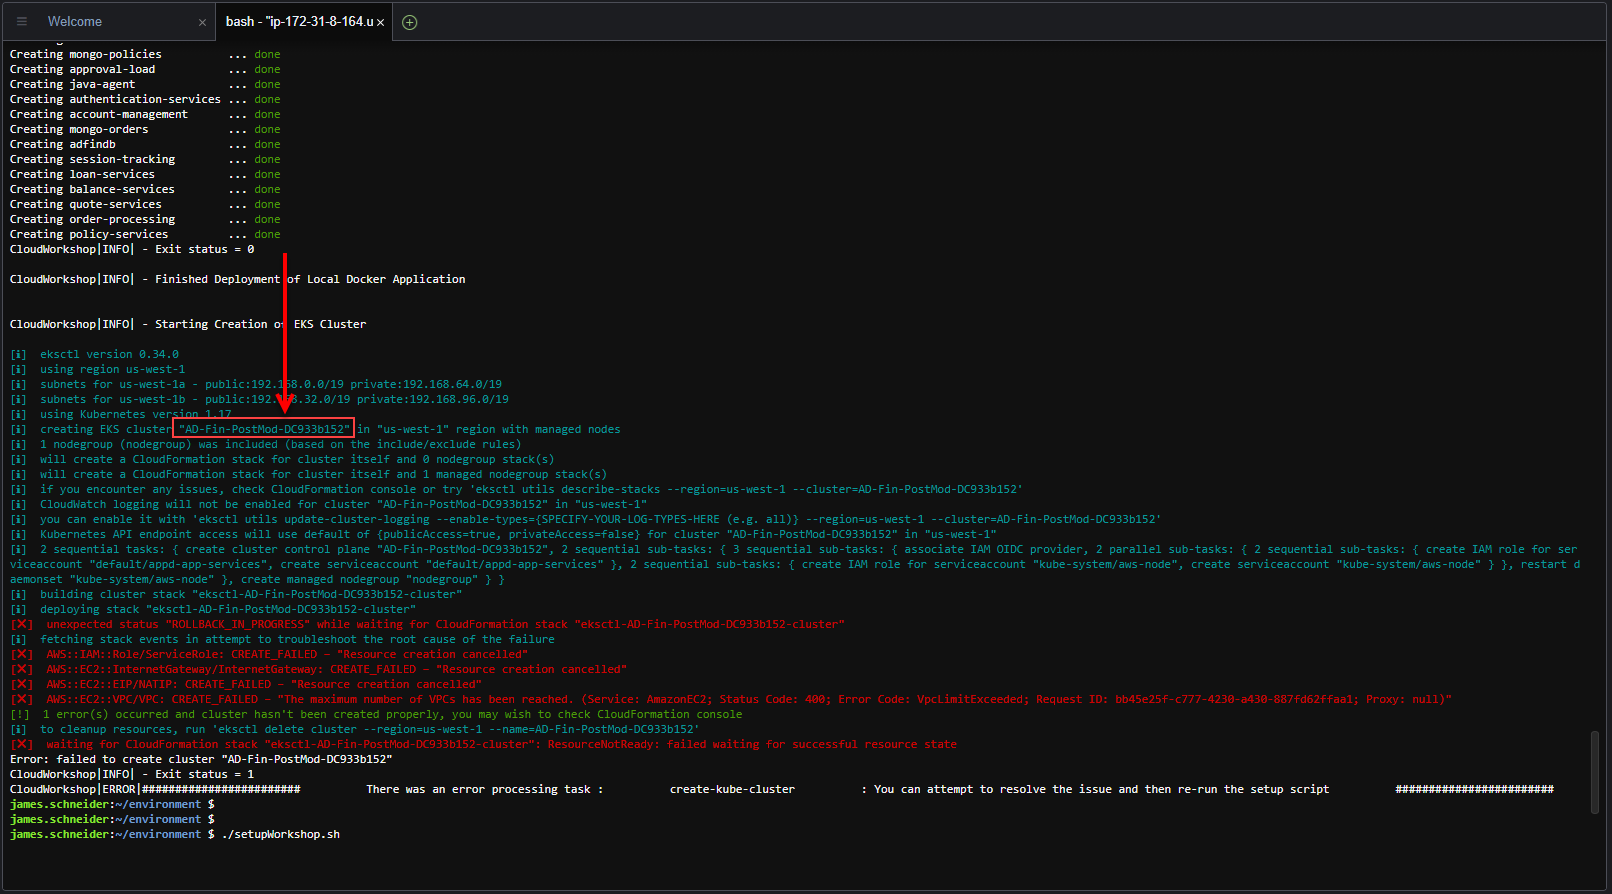 Welcome
bash - "ip-172-31-8-164.u
Creating mongo-policies ... done
Creating approval-load ... done
Creating java-agent ... done
Creating authentication-services ... done
Creating account-management ... done
Creating mongo-orders ... done
Creating adfindb ... done
Creating session-tracking ... done
Creating loan-services ... done
Creating balance-services ... done
Creating quote-services ... done
Creating order-processing ... done
Creating policy-services ... done
CloudWorkshop|INFO| - Exit status = 0
CloudWorkshop|INFO| - Finished Deployment of Local Docker Application
CloudWorkshop|INFO| - Starting Creation of EKS Cluster
[ℹ]  eksctl version 0.34.0
[ℹ]  using region us-west-1
[ℹ]  subnets for us-west-1a - public:192.168.0.0/19 private:192.168.64.0/19
[ℹ]  subnets for us-west-1b - public:192.168.32.0/19 private:192.168.96.0/19
[ℹ]  using Kubernetes version 1.17
[ℹ]  creating EKS cluster "AD-Fin-PostMod-DC933b152" in "us-west-1" region with managed nodes
[ℹ]  1 nodegroup (nodegroup) was included (based on the include/exclude rules)
[ℹ]  will create a CloudFormation stack for cluster itself and 0 nodegroup stack(s)
[ℹ]  will create a CloudFormation stack for cluster itself and 1 managed nodegroup stack(s)
[ℹ]  if you encounter any issues, check CloudFormation console or try 'eksctl utils describe-stacks --region=us-west-1 --cluster=AD-Fin-PostMod-DC933b152'
[ℹ]  CloudWatch logging will not be enabled for cluster "AD-Fin-PostMod-DC933b152" in "us-west-1"
[ℹ]  you can enable it with 'eksctl utils update-cluster-logging --enable-types={SPECIFY-YOUR-LOG-TYPES-HERE (e.g. all)} --region=us-west-1 --cluster=AD-Fin-PostMod-DC933b152'
[ℹ]  Kubernetes API endpoint access will use default of {publicAccess=true, privateAccess=false} for cluster "AD-Fin-PostMod-DC933b152" in "us-west-1"
[ℹ]  2 sequential tasks: { create cluster control plane "AD-Fin-PostMod-DC933b152", 2 sequential sub-tasks: { 3 sequential sub-tasks: { associate IAM OIDC provider, 2 parallel sub-tasks: { 2 sequential sub-tasks: { create IAM role for ser
viceaccount "default/appd-app-services", create serviceaccount "default/appd-app-services" }, 2 sequential sub-tasks: { create IAM role for serviceaccount "kube-system/aws-node", create serviceaccount "kube-system/aws-node" } }, restart d
aemonset "kube-system/aws-node" }, create managed nodegroup "nodegroup" } }
[ℹ]  building cluster stack "eksctl-AD-Fin-PostMod-DC933b152-cluster"
[ℹ]  deploying stack "eksctl-AD-Fin-PostMod-DC933b152-cluster"
[✖]  unexpected status "ROLLBACK_IN_PROGRESS" while waiting for CloudFormation stack "eksctl-AD-Fin-PostMod-DC933b152-cluster"
[ℹ]  fetching stack events in attempt to troubleshoot the root cause of the failure
[✖]  AWS::IAM::Role/ServiceRole: CREATE_FAILED – "Resource creation cancelled"
[✖]  AWS::EC2::InternetGateway/InternetGateway: CREATE_FAILED – "Resource creation cancelled"
[✖]  AWS::EC2::EIP/NATIP: CREATE_FAILED – "Resource creation cancelled"
[✖]  AWS::EC2::VPC/VPC: CREATE_FAILED – "The maximum number of VPCs has been reached. (Service: AmazonEC2; Status Code: 400; Error Code: VpcLimitExceeded; Request ID: bb45e25f-c777-4230-a430-887fd62ffaa1; Proxy: null)"
[!]  1 error(s) occurred and cluster hasn't been created properly, you may wish to check CloudFormation console
[ℹ]  to cleanup resources, run 'eksctl delete cluster --region=us-west-1 --name=AD-Fin-PostMod-DC933b152'
[✖]  waiting for CloudFormation stack "eksctl-AD-Fin-PostMod-DC933b152-cluster": ResourceNotReady: failed waiting for successful resource state
Error: failed to create cluster "AD-Fin-PostMod-DC933b152"
CloudWorkshop|INFO| - Exit status = 1
CloudWorkshop|ERROR|######################## There was an error processing task : create-kube-cluster : You can attempt to resolve the issue and then re-run the setup script ########################
james.schneider:~/environment $
james.schneider:~/environment $
james.schneider:~/environment $ ./setupWorkshop.sh